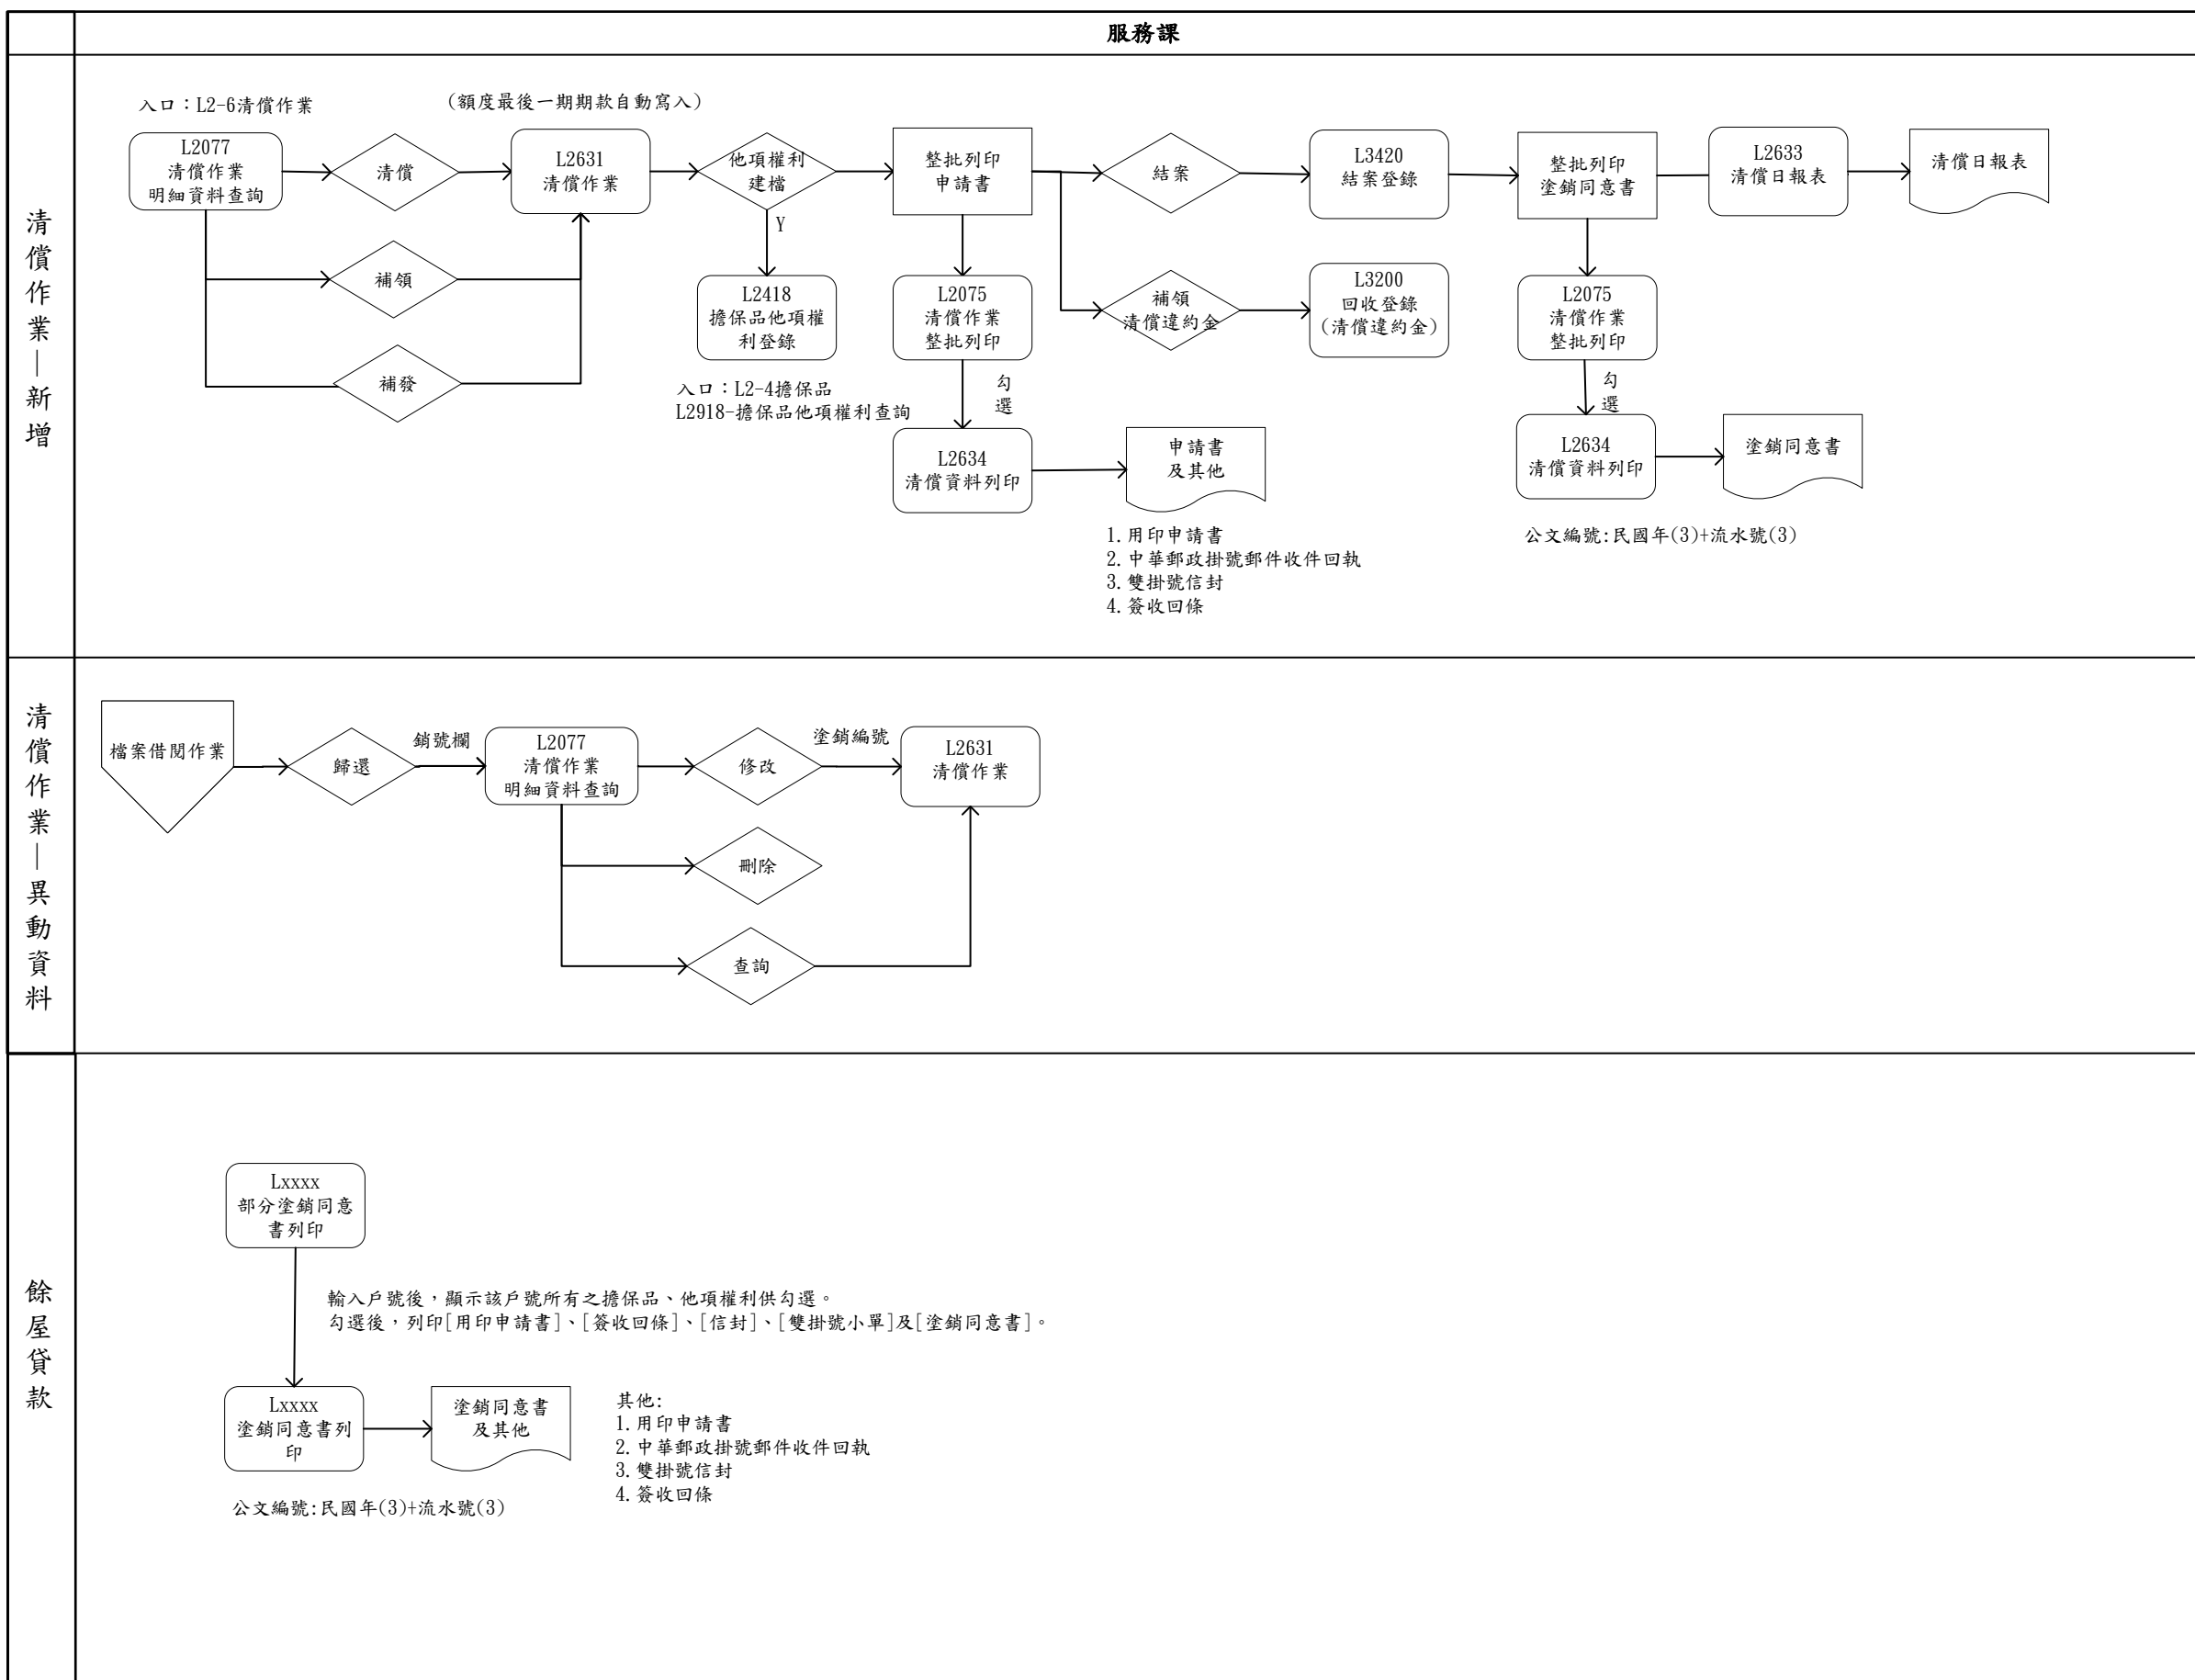 服務課
清償作業—新增
入口：L2-6清償作業
(額度最後一期期款自動寫入)
L2077
清償作業
明細資料查詢
清償
補領
補發
L2631
清償作業
他項權利
建檔
Y
L2418
擔保品他項權
利登錄
入口：L2-4擔保品
L2918-擔保品他項權利查詢
整批列印
申請書
L2075
清償作業
整批列印
勾
選
L2634
清償資料列印
申請書
及其他
1.用印申請書
2.中華郵政掛號郵件收件回執
3.雙掛號信封
4.簽收回條
結案
補領
清償違約金
L3420
結案登錄
L3200
回收登錄
(清償違約金)
整批列印
塗銷同意書
L2075
清償作業
整批列印
勾
選
L2634
清償資料列印
塗銷同意書
公文編號:民國年(3)+流水號(3)
L2633
清償日報表
清償日報表
清償作業—異動資料
檔案借閱作業
歸還
銷號欄
L2077
清償作業
明細資料查詢
修改
刪除
查詢
塗銷編號
L2631
清償作業
餘屋貸款
Lxxxx
部分塗銷同意
書列印
輸入戶號後，顯示該戶號所有之擔保品、他項權利供勾選。
勾選後，列印[用印申請書]、[簽收回條]、[信封]、[雙掛號小單]及[塗銷同意書]。
Lxxxx
塗銷同意書列
印
塗銷同意書
及其他
其他:
1.用印申請書
2.中華郵政掛號郵件收件回執
3.雙掛號信封
4.簽收回條
公文編號:民國年(3)+流水號(3)